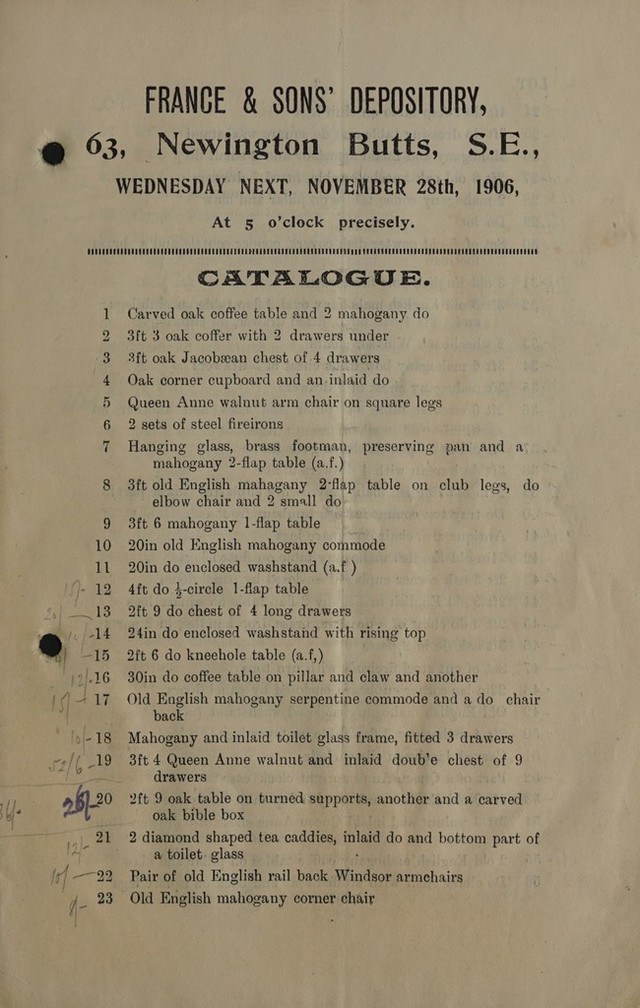 FRANCE & SONS' DEPOSITORY,
63, Newington Butts, S.E.,
WEDNESDAY NEXT, NOVEMBER 28th, 1906,
At 5 o'clock precisely.
CATALOGUE.
1 Carved oak coffee table and 2 mahogany do
2 3ft 3 oak coffer with 2 drawers under
3 3ft oak Jacobæan chest of 4 drawers
4 Oak corner cupboard and an inlaid do
5 Queen Anne walnut arm chair on square legs
6 2 sets of steel fireirons
7 Hanging glass, brass footman, preserving pan and a
mahogany 2-flap table (a.f.)
8 3ft old English mahagany 2-flap table on club legs, do
elbow chair and 2 small do
9 3ft 6 mahogany 1-flap table
10 20in old English mahogany commode
11 20in do enclosed washstand (a.f )
12 4ft do ½-circle 1-flap table
13 2ft 9 do chest of 4 long drawers
14 24in do enclosed washstand with rising top
15 2ft 6 do kneehole table (a.f,)
16 30in do coffee table on pillar and claw and another
17 Old English mahogany serpentine commode and a do chair
back
18 Mahogany and inlaid toilet glass frame, fitted 3 drawers
19 3ft 4 Queen Anne walnut and inlaid doub'e chest of 9
drawers
20 2ft 9 oak table on turned supports, another and a carved
oak bible box
21 2 diamond shaped tea caddies, inlaid do and bottom part of
a toilet glass
22 Pair of old English rail back Windsor armchairs
23 Old English mahogany corner chair